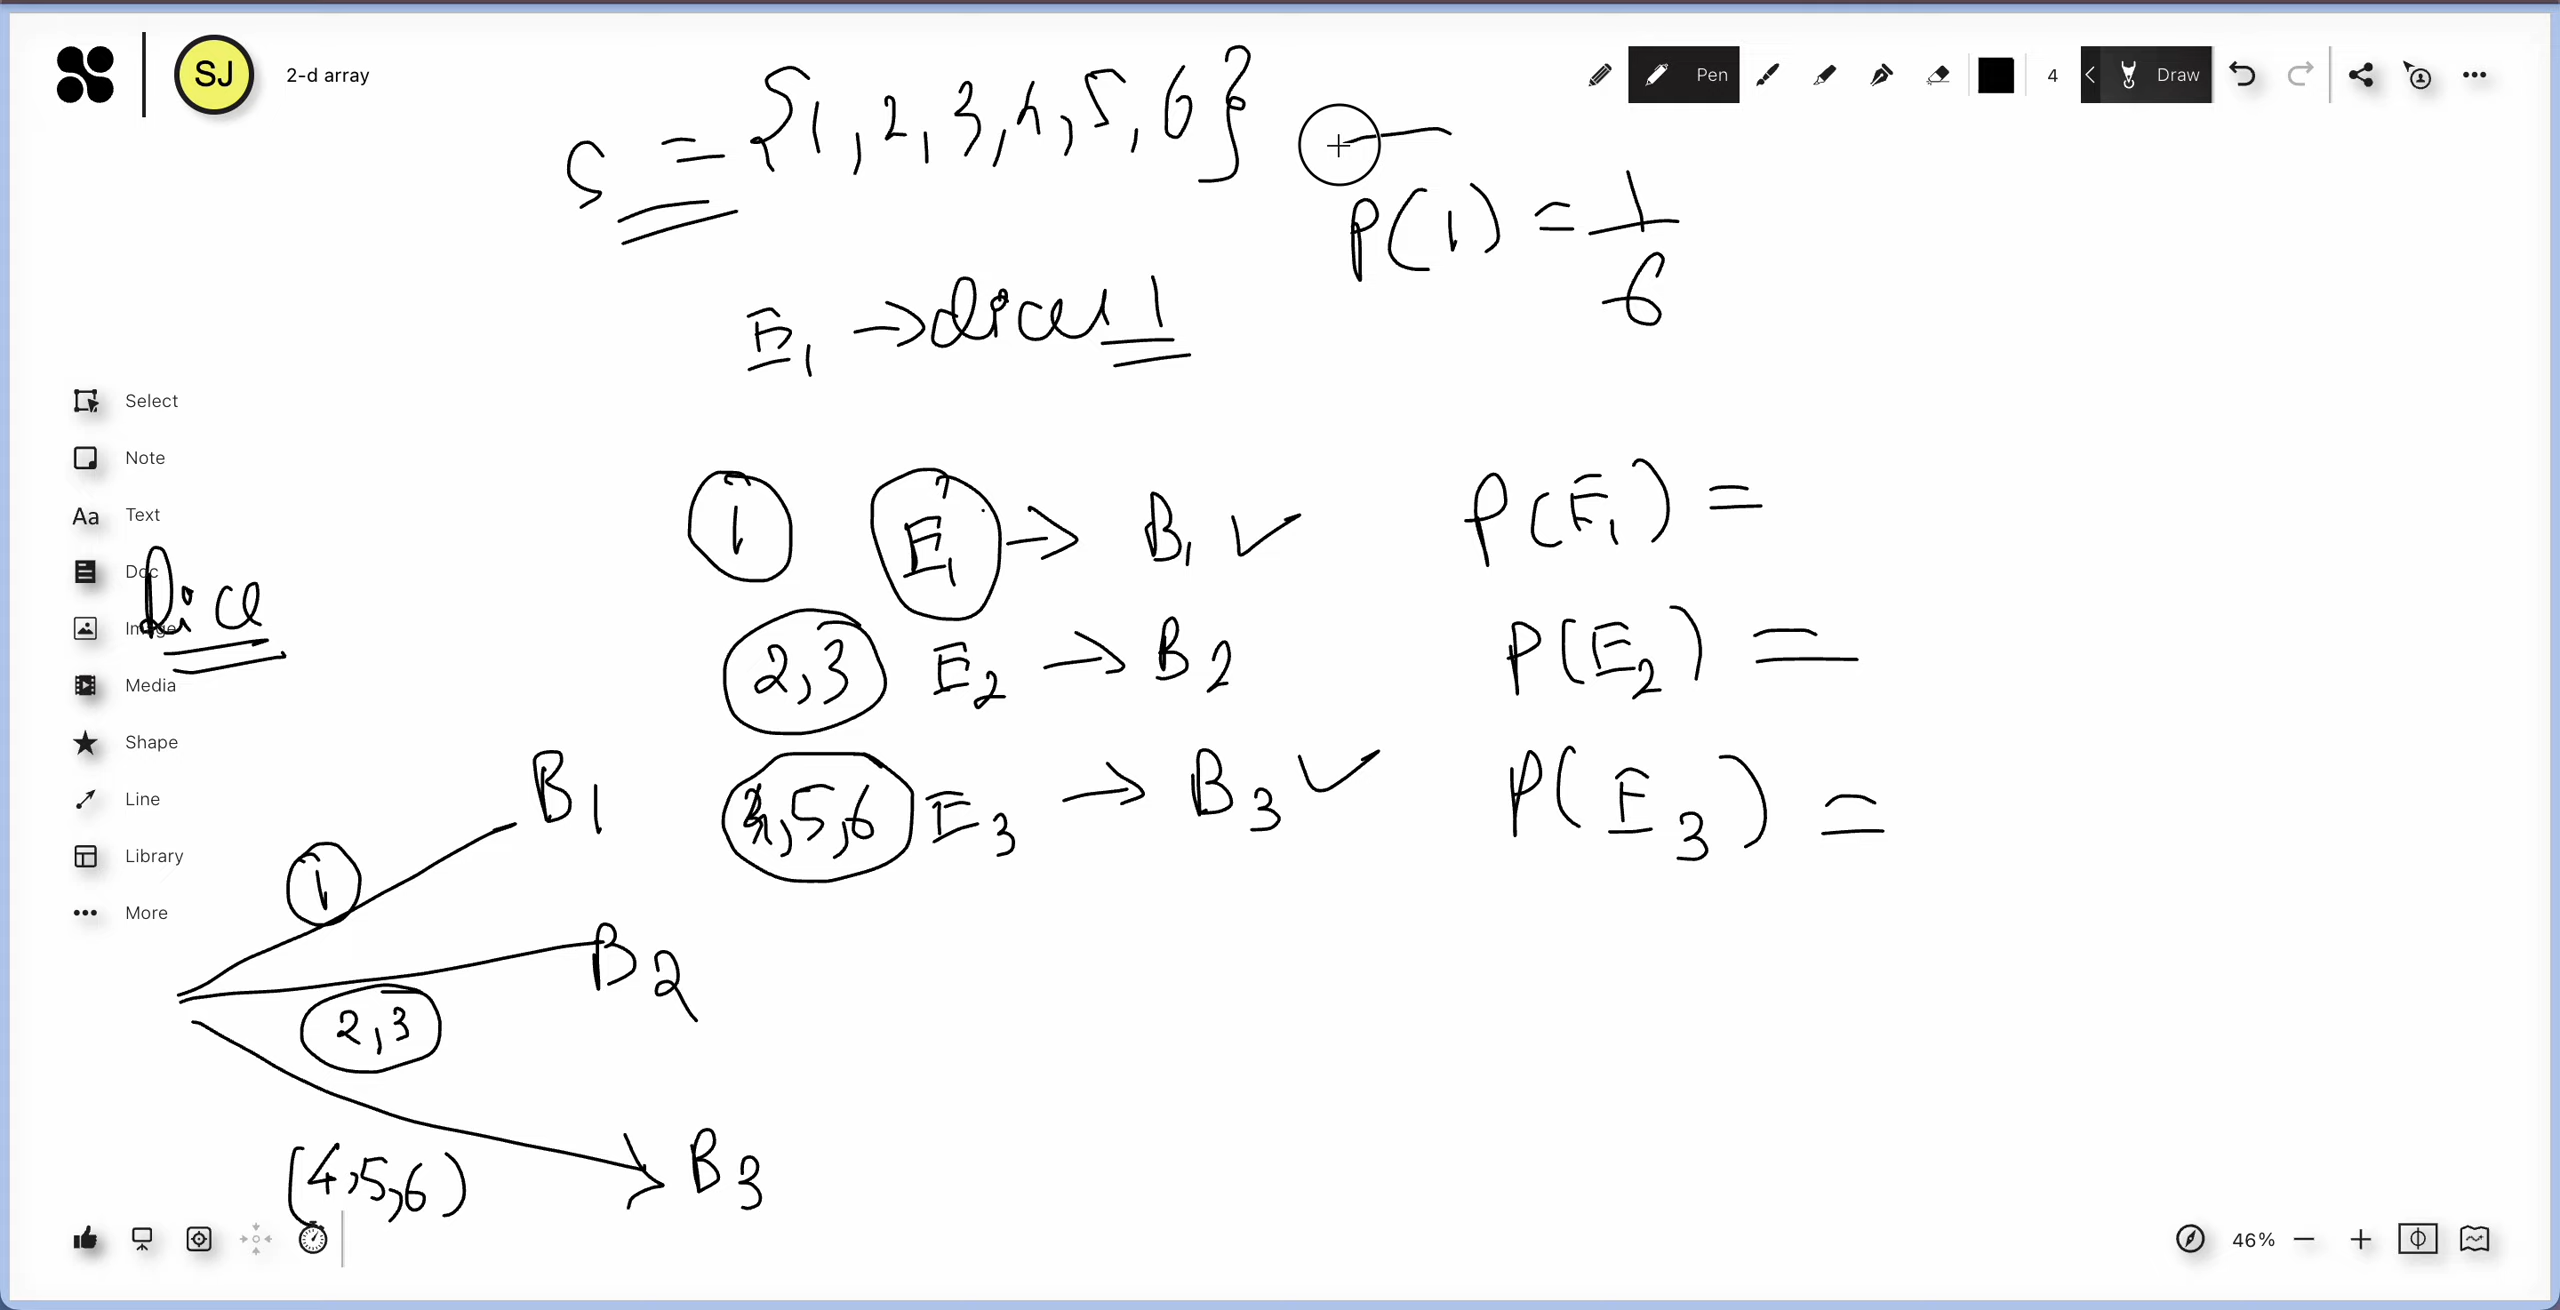 SJ 2-d array
Pen 4 Draw
S = {1, 2, 3, 4, 5, 6}
P(1) = 1/6
E1 → dice 1
Select
Note
Text
Doc
Image
Media
Shape
Line
Library
More
Dice
1 E1 → B1 ✓ P(E1) =
2,3 E2 → B2 P(E2) =
4,5,6 E3 → B3 ✓ P(E3) =
1 B1
2,3 B2
(4,5,6) B3
46%